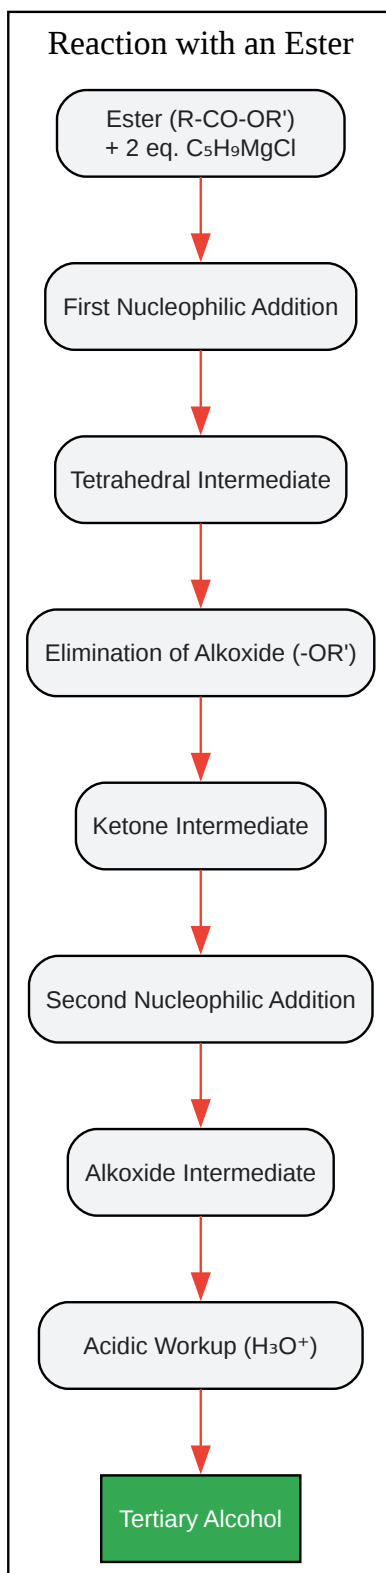 Reaction with an Ester
Ester (R-CO-OR')
+ 2 eq. C₅H₉MgCl
First Nucleophilic Addition
Tetrahedral Intermediate
Elimination of Alkoxide (-OR')
Ketone Intermediate
Second Nucleophilic Addition
Alkoxide Intermediate
Acidic Workup (H₃O⁺)
Tertiary Alcohol